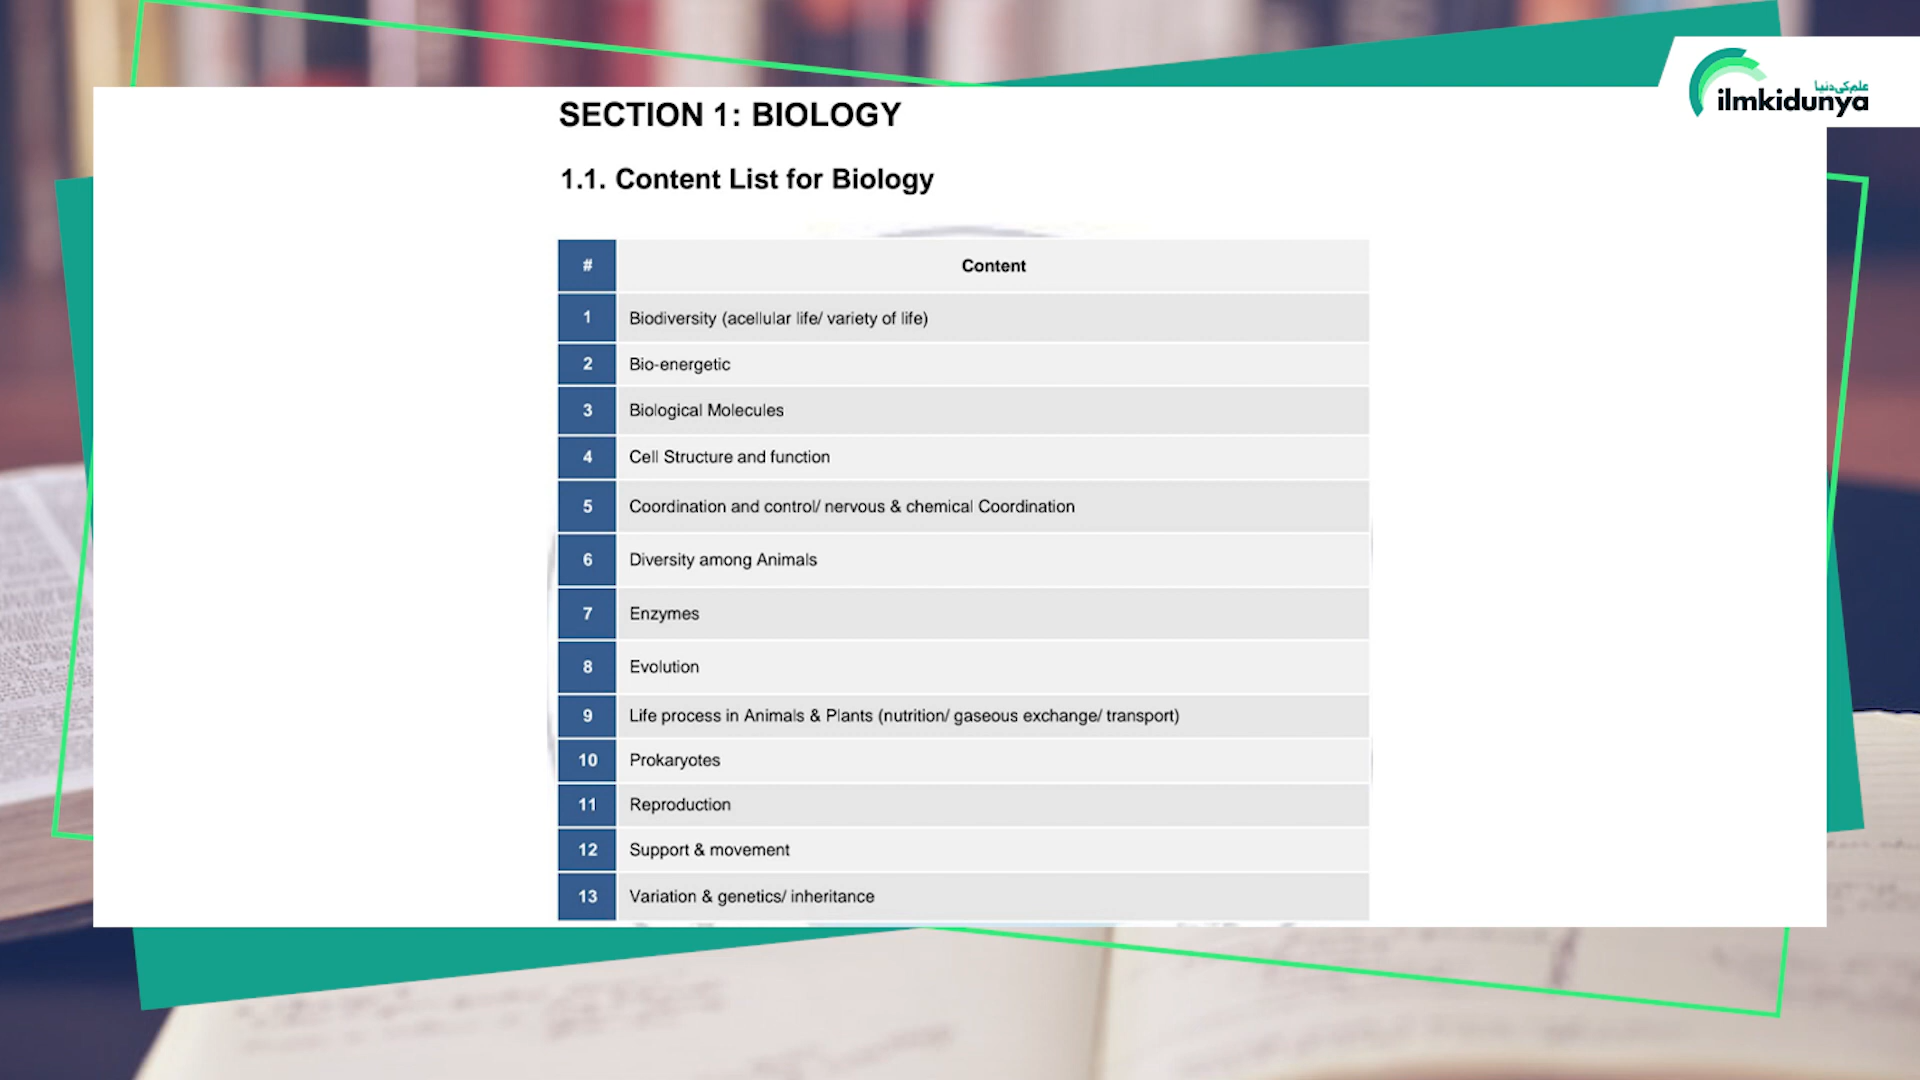 علم کی دنیا
ilmkidunya
SECTION 1: BIOLOGY
1.1. Content List for Biology
# Content
1 Biodiversity (acellular life/ variety of life)
2 Bio-energetic
3 Biological Molecules
4 Cell Structure and function
5 Coordination and control/ nervous & chemical Coordination
6 Diversity among Animals
7 Enzymes
8 Evolution
9 Life process in Animals & Plants (nutrition/ gaseous exchange/ transport)
10 Prokaryotes
11 Reproduction
12 Support & movement
13 Variation & genetics/ inheritance